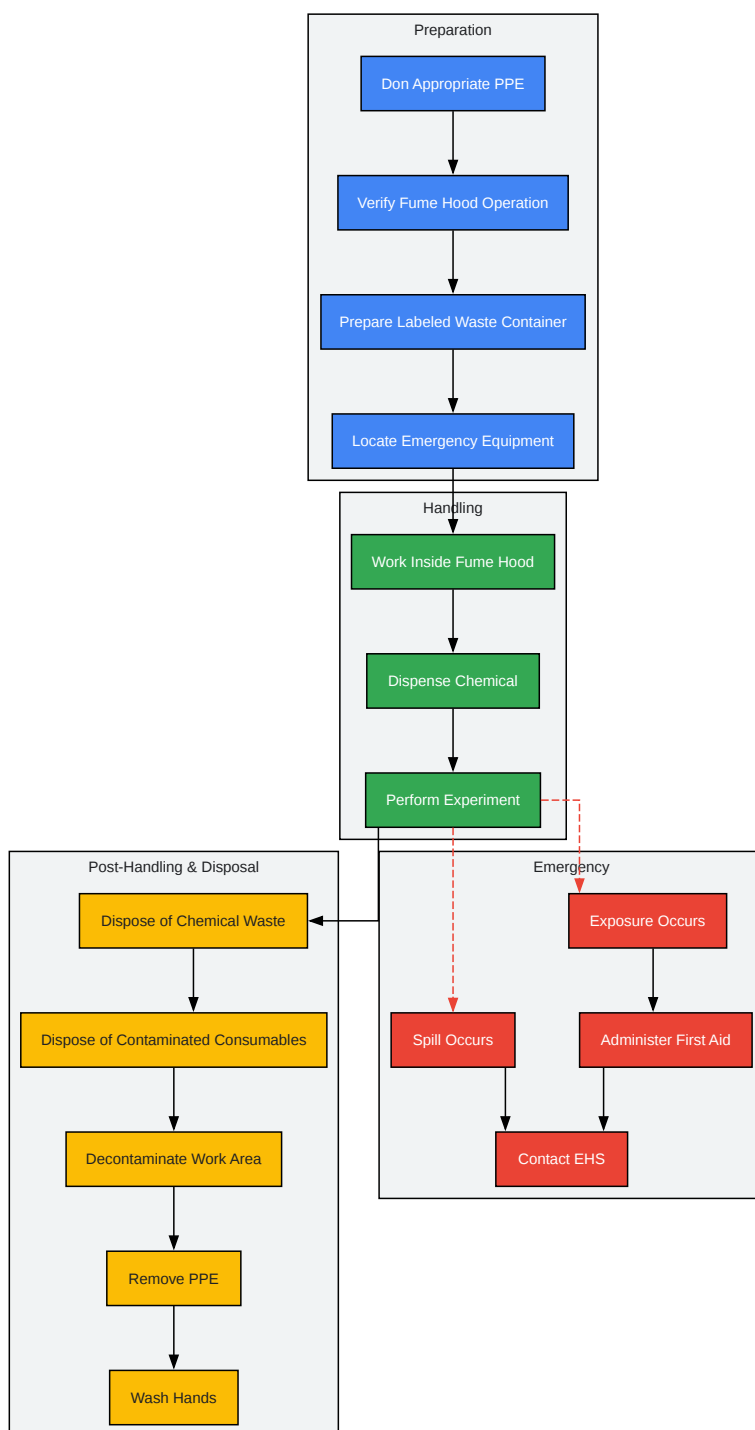 Preparation
Don Appropriate PPE
Verify Fume Hood Operation
Prepare Labeled Waste Container
Locate Emergency Equipment
Handling
Work Inside Fume Hood
Dispense Chemical
Perform Experiment
Post-Handling & Disposal
Dispose of Chemical Waste
Dispose of Contaminated Consumables
Decontaminate Work Area
Remove PPE
Wash Hands
Emergency
Exposure Occurs
Spill Occurs
Administer First Aid
Contact EHS